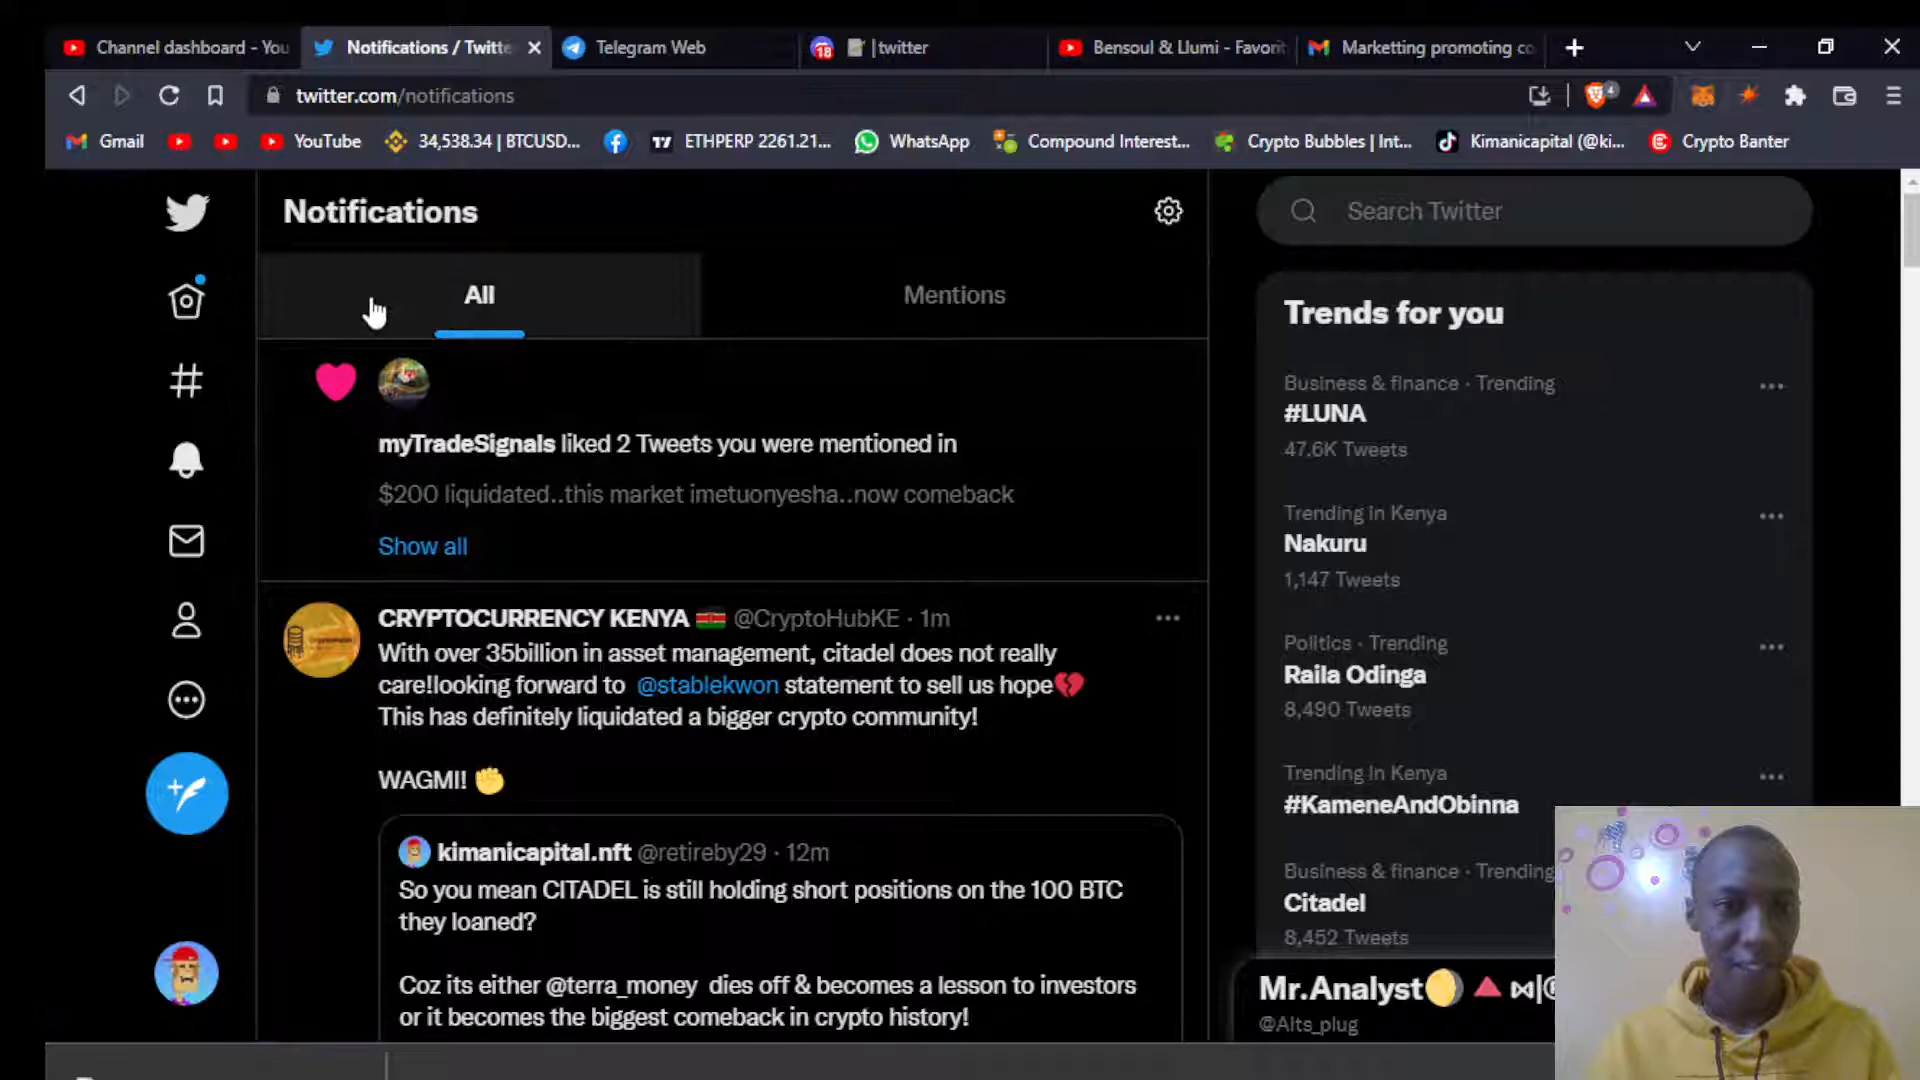 Channel dashboard - You
Notifications / Twitte
Telegram Web
18
|twitter
Bensoul & Llumi - Favorit
Marketting promoting co
twitter.com/notifications
4
Gmail
YouTube
34,538.34 | BTCUSD...
ETHPERP 2261.21...
WhatsApp
Compound Interest...
Crypto Bubbles | Int...
Kimanicapital (@ki...
Crypto Banter
Notifications
Search Twitter
All
Mentions
myTradeSignals liked 2 Tweets you were mentioned in
$200 liquidated..this market imetuonyesha..now comeback
Show all
CRYPTOCURRENCY KENYA 🇰🇪 @CryptoHubKE · 1m
With over 35billion in asset management, citadel does not really
care!looking forward to @stablekwon statement to sell us hope💔
This has definitely liquidated a bigger crypto community!
WAGMI! ✊
kimanicapital.nft @retireby29 · 12m
So you mean CITADEL is still holding short positions on the 100 BTC
they loaned?
Coz its either @terra_money dies off & becomes a lesson to investors
or it becomes the biggest comeback in crypto history!
Trends for you
Business & finance · Trending
#LUNA
47.6K Tweets
Trending in Kenya
Nakuru
1,147 Tweets
Politics · Trending
Raila Odinga
8,490 Tweets
Trending in Kenya
#KameneAndObinna
Business & finance · Trending
Citadel
8,452 Tweets
Mr.Analyst🌖🔺⋈|
@Alts_plug